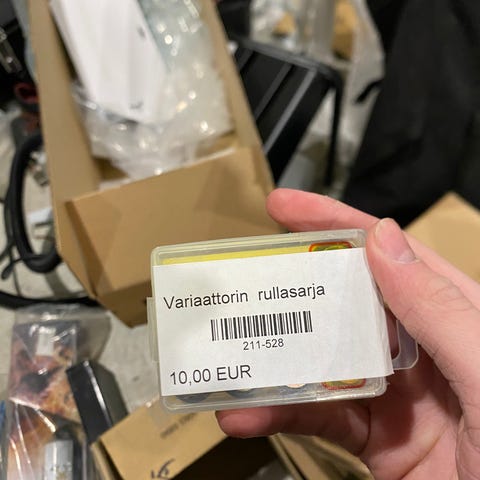 Variaattorin rullasarja
211-528
10,00 EUR